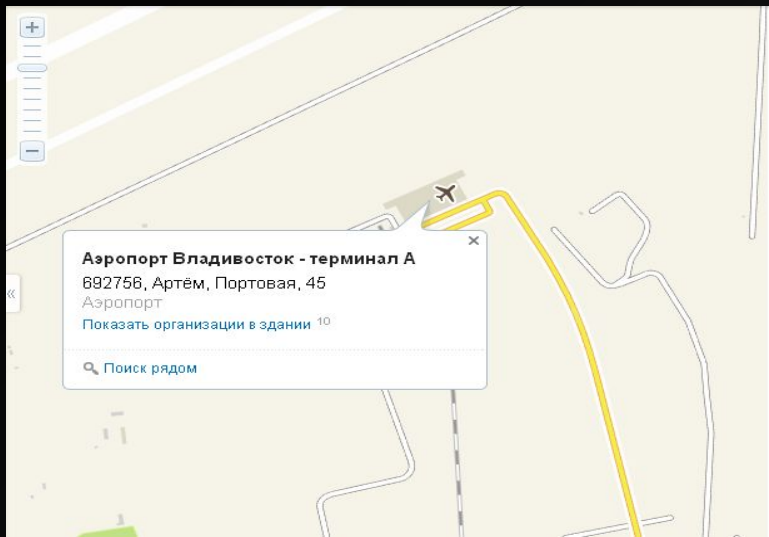 Аэропорт Владивосток - терминал А
692756, Артём, Портовая, 45
Аэропорт
Показать организации в здании 10
Поиск рядом